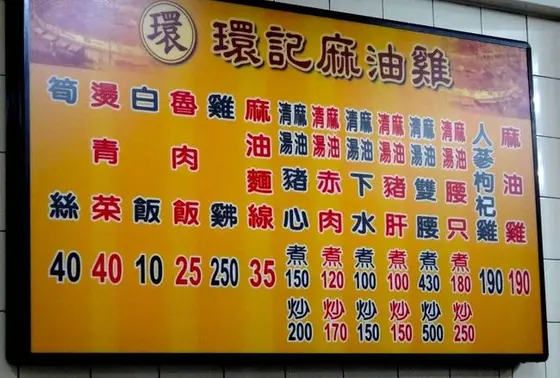 環
環記麻油雞
麻油雞 190
人蔘枸杞雞 190
麻油清湯腰只 煮180 炒250
麻油清湯雙腰 煮430 炒500
麻油清湯豬肝 煮100 炒150
麻油清湯下水 煮100 炒150
麻油清湯赤肉 煮120 炒170
麻油清湯豬心 煮150 炒200
麻油麵線 35
雞 250
魯肉飯 25
白飯 10
燙青菜 40
筍絲 40